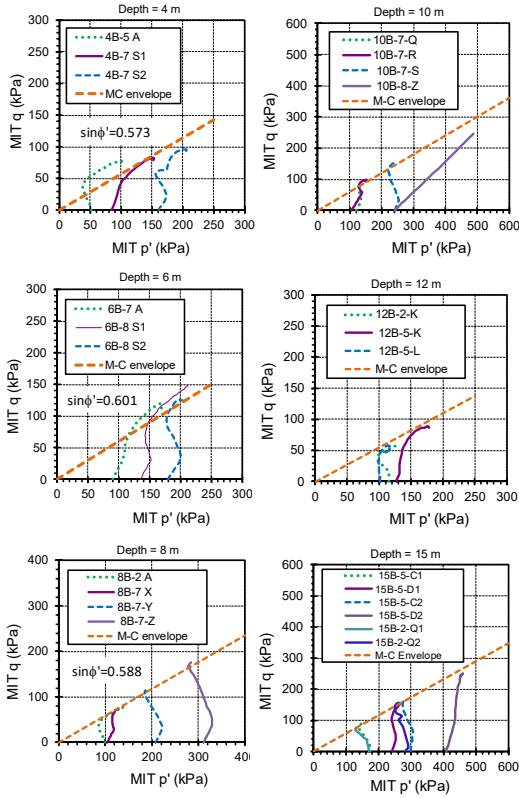 Depth = 4 m
300
250
200
150
100
50
0
MIT q (kPa)
4B-5 A
4B-7 S1
4B-7 S2
MC envelope
sinϕ'=0.573
0 50 100 150 200 250 300
MIT p' (kPa)
Depth = 10 m
600
500
400
300
200
100
0
MIT q (kPa)
10B-7-Q
10B-7-R
10B-7-S
10B-8-Z
M-C envelope
0 100 200 300 400 500 600
MIT p' (kPa)
Depth = 6 m
300
250
200
150
100
50
0
MIT q (kPa)
6B-7 A
6B-8 S1
6B-8 S2
M-C envelope
sinϕ'=0.601
0 50 100 150 200 250 300
MIT p' (kPa)
Depth = 12 m
300
250
200
150
100
50
0
MIT q (kPa)
12B-2-K
12B-5-K
12B-5-L
M-C envelope
0 50 100 150 200 250 300
MIT p' (kPa)
Depth = 8 m
400
300
200
100
0
MIT q (kPa)
8B-2 A
8B-7 X
8B-7-Y
8B-7-Z
M-C envelope
sinϕ'=0.588
0 100 200 300 400
MIT p' (kPa)
Depth = 15 m
600
500
400
300
200
100
0
MIT q (kPa)
15B-5-C1
15B-5-D1
15B-5-C2
15B-5-D2
15B-2-Q1
15B-2-Q2
M-C Envelope
0 100 200 300 400 500 600
MIT p' (kPa)